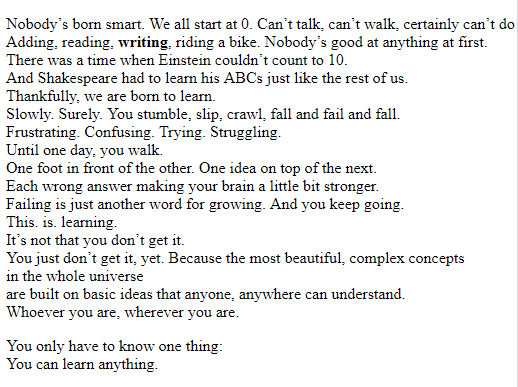 Nobody's born smart. We all start at 0. Can't talk, can't walk, certainly can't do
Adding, reading, writing, riding a bike. Nobody's good at anything at first.
There was a time when Einstein couldn't count to 10.
And Shakespeare had to learn his ABCs just like the rest of us.
Thankfully, we are born to learn.
Slowly. Surely. You stumble, slip, crawl, fall and fail and fall.
Frustrating. Confusing. Trying. Struggling.
Until one day, you walk.
One foot in front of the other. One idea on top of the next.
Each wrong answer making your brain a little bit stronger.
Failing is just another word for growing. And you keep going.
This. is. learning.
It's not that you don't get it.
You just don't get it, yet. Because the most beautiful, complex concepts
in the whole universe
are built on basic ideas that anyone, anywhere can understand.
Whoever you are, wherever you are.
You only have to know one thing:
You can learn anything.